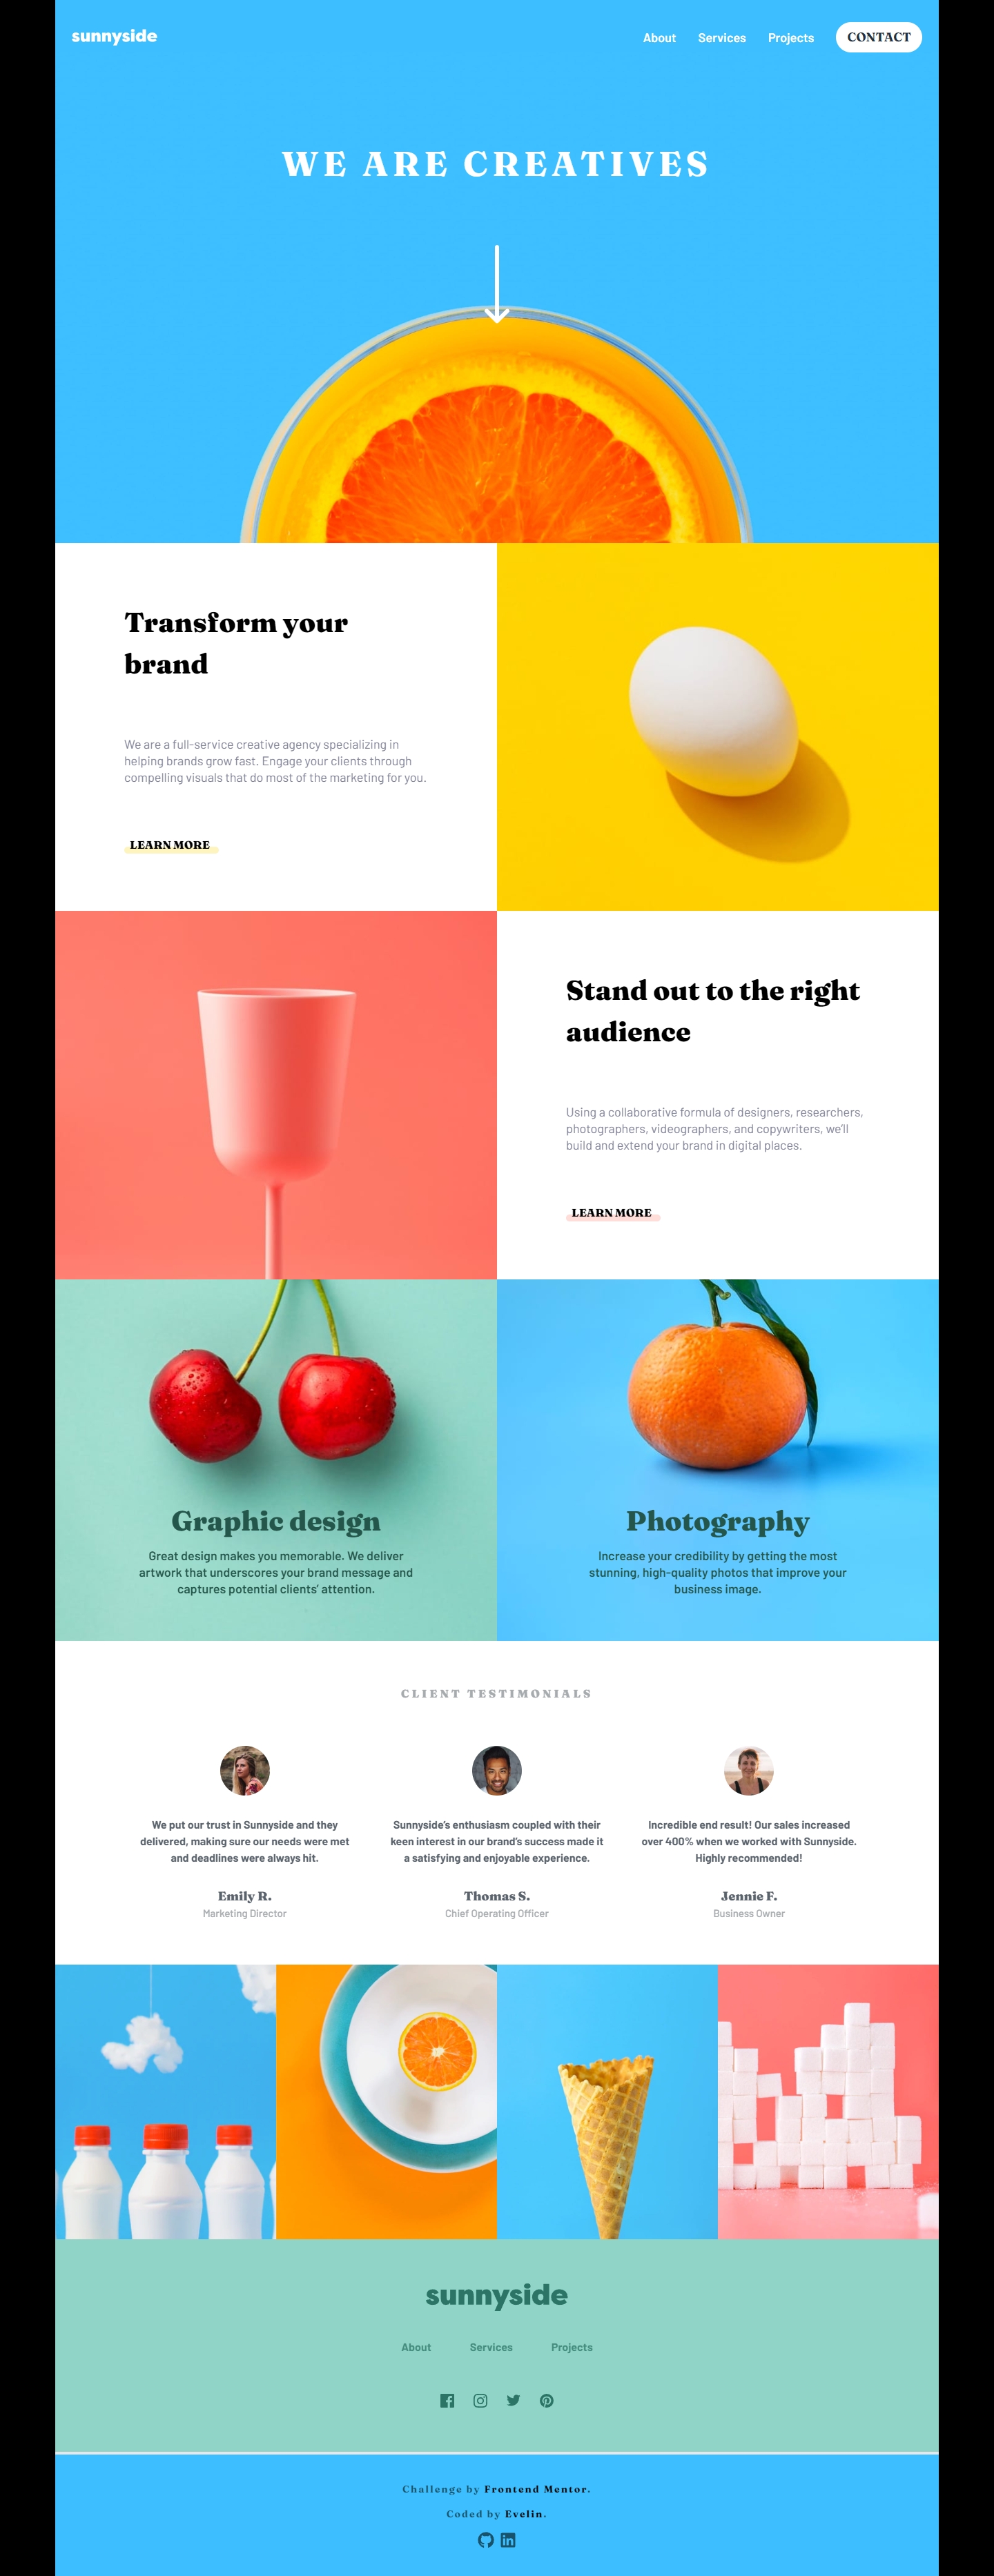 sunnyside
About Services Projects CONTACT
WE ARE CREATIVES
Transform your
brand
We are a full-service creative agency specializing in
helping brands grow fast. Engage your clients through
compelling visuals that do most of the marketing for you.
LEARN MORE
Stand out to the right
audience
Using a collaborative formula of designers, researchers,
photographers, videographers, and copywriters, we'll
build and extend your brand in digital places.
LEARN MORE
Graphic design
Great design makes you memorable. We deliver
artwork that underscores your brand message and
captures potential clients' attention.
Photography
Increase your credibility by getting the most
stunning, high-quality photos that improve your
business image.
CLIENT TESTIMONIALS
We put our trust in Sunnyside and they
delivered, making sure our needs were met
and deadlines were always hit.
Emily R.
Marketing Director
Sunnyside's enthusiasm coupled with their
keen interest in our brand's success made it
a satisfying and enjoyable experience.
Thomas S.
Chief Operating Officer
Incredible end result! Our sales increased
over 400% when we worked with Sunnyside.
Highly recommended!
Jennie F.
Business Owner
sunnyside
About Services Projects
Challenge by Frontend Mentor.
Coded by Evelin.